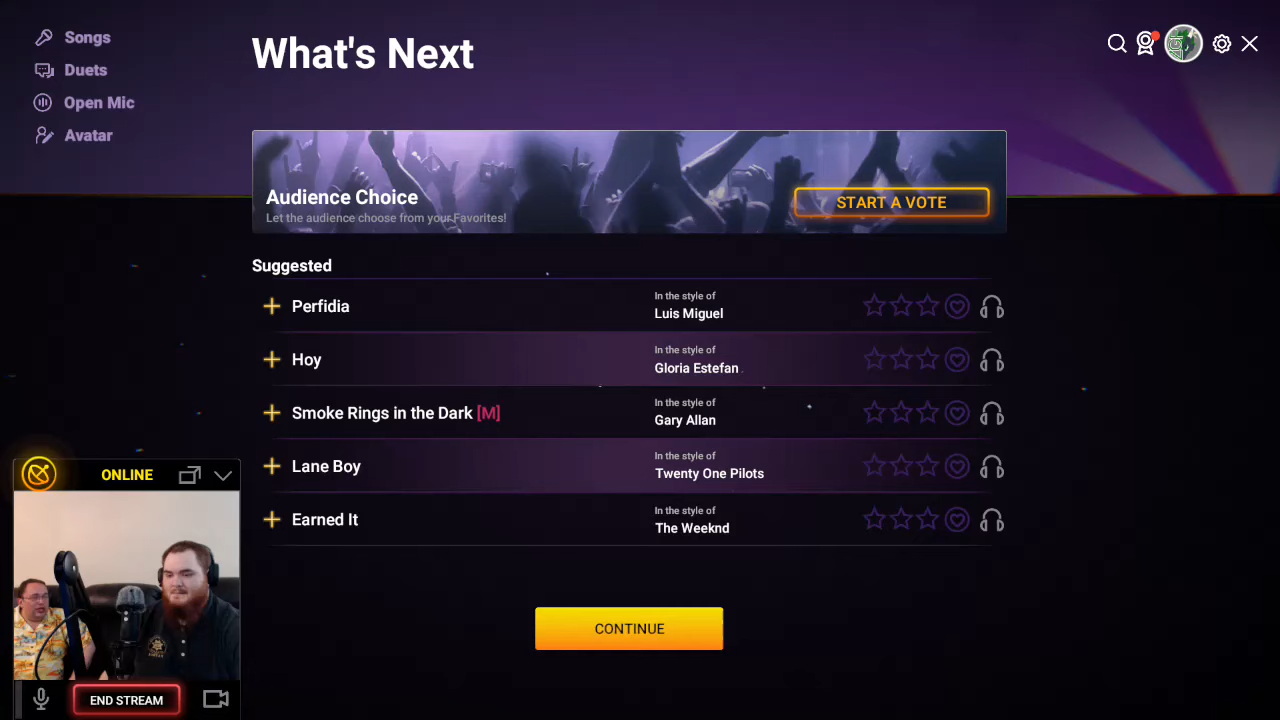 Songs
Duets
Open Mic
Avatar
What's Next
Audience Choice
Let the audience choose from your Favorites!
START A VOTE
Suggested
Perfidia
In the style of
Luis Miguel
Hoy
In the style of
Gloria Estefan
Smoke Rings in the Dark [M]
In the style of
Gary Allan
Lane Boy
In the style of
Twenty One Pilots
Earned It
In the style of
The Weeknd
CONTINUE
ONLINE
END STREAM